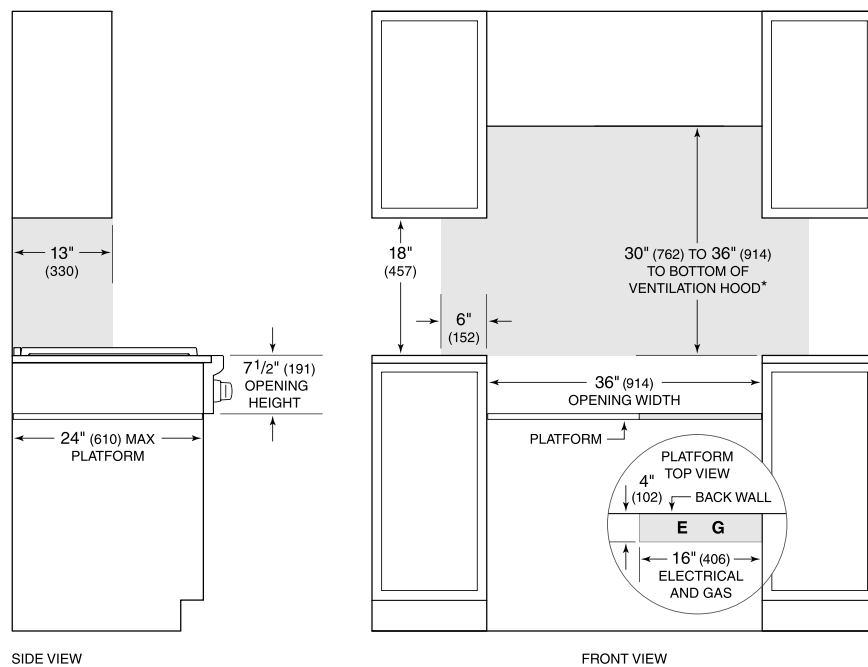 13"
(330)
7 1/2" (191)
OPENING
HEIGHT
24" (610) MAX
PLATFORM
SIDE VIEW
18"
(457)
30" (762) TO 36" (914)
TO BOTTOM OF
VENTILATION HOOD*
6"
(152)
36" (914)
OPENING WIDTH
PLATFORM
PLATFORM
TOP VIEW
4"
(102)
BACK WALL
E G
16" (406)
ELECTRICAL
AND GAS
FRONT VIEW